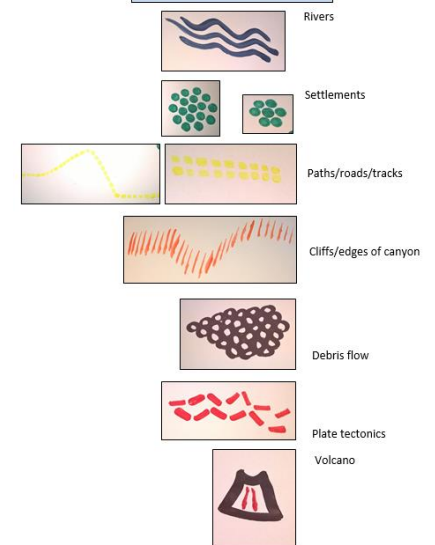 Rivers
Settlements
Paths/roads/tracks
Cliffs/edges of canyon
Debris flow
Plate tectonics
Volcano